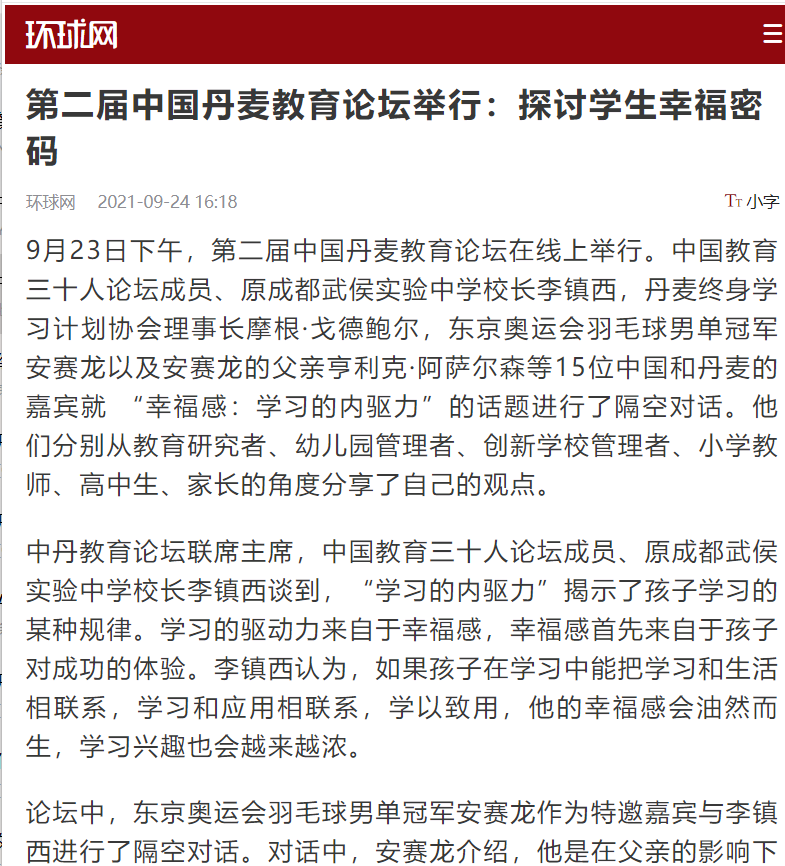 环球网
第二届中国丹麦教育论坛举行：探讨学生幸福密
码
环球网 2021-09-24 16:18 TT 小字
9月23日下午，第二届中国丹麦教育论坛在线上举行。中国教育
三十人论坛成员、原成都武侯实验中学校长李镇西，丹麦终身学
习计划协会理事长摩根·戈德鲍尔，东京奥运会羽毛球男单冠军
安赛龙以及安赛龙的父亲亨利克·阿萨尔森等15位中国和丹麦的
嘉宾就 “幸福感：学习的内驱力”的话题进行了隔空对话。他
们分别从教育研究者、幼儿园管理者、创新学校管理者、小学教
师、高中生、家长的角度分享了自己的观点。
中丹教育论坛联席主席，中国教育三十人论坛成员、原成都武侯
实验中学校长李镇西谈到，“学习的内驱力”揭示了孩子学习的
某种规律。学习的驱动力来自于幸福感，幸福感首先来自于孩子
对成功的体验。李镇西认为，如果孩子在学习中能把学习和生活
相联系，学习和应用相联系，学以致用，他的幸福感会油然而
生，学习兴趣也会越来越浓。
论坛中，东京奥运会羽毛球男单冠军安赛龙作为特邀嘉宾与李镇
西进行了隔空对话。对话中，安赛龙介绍，他是在父亲的影响下